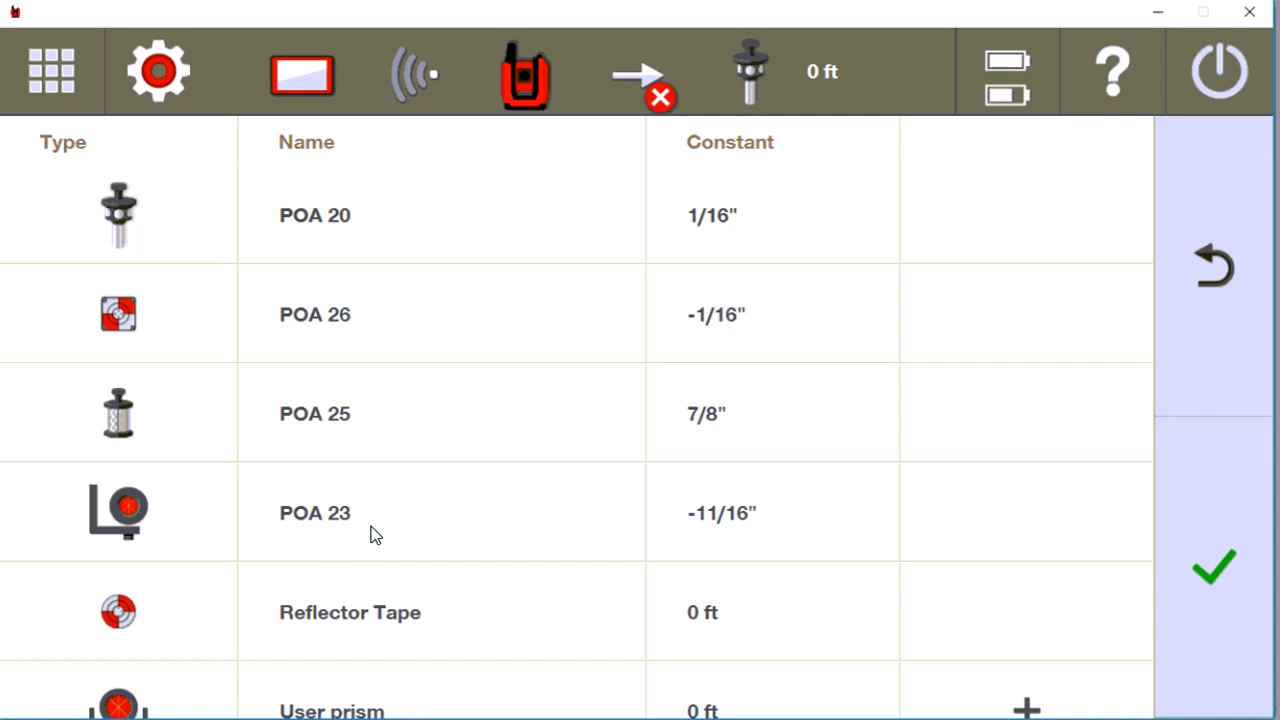 0 ft
Type Name Constant
POA 20 1/16"
POA 26 -1/16"
POA 25 7/8"
POA 23 -11/16"
Reflector Tape 0 ft
User prism 0 ft